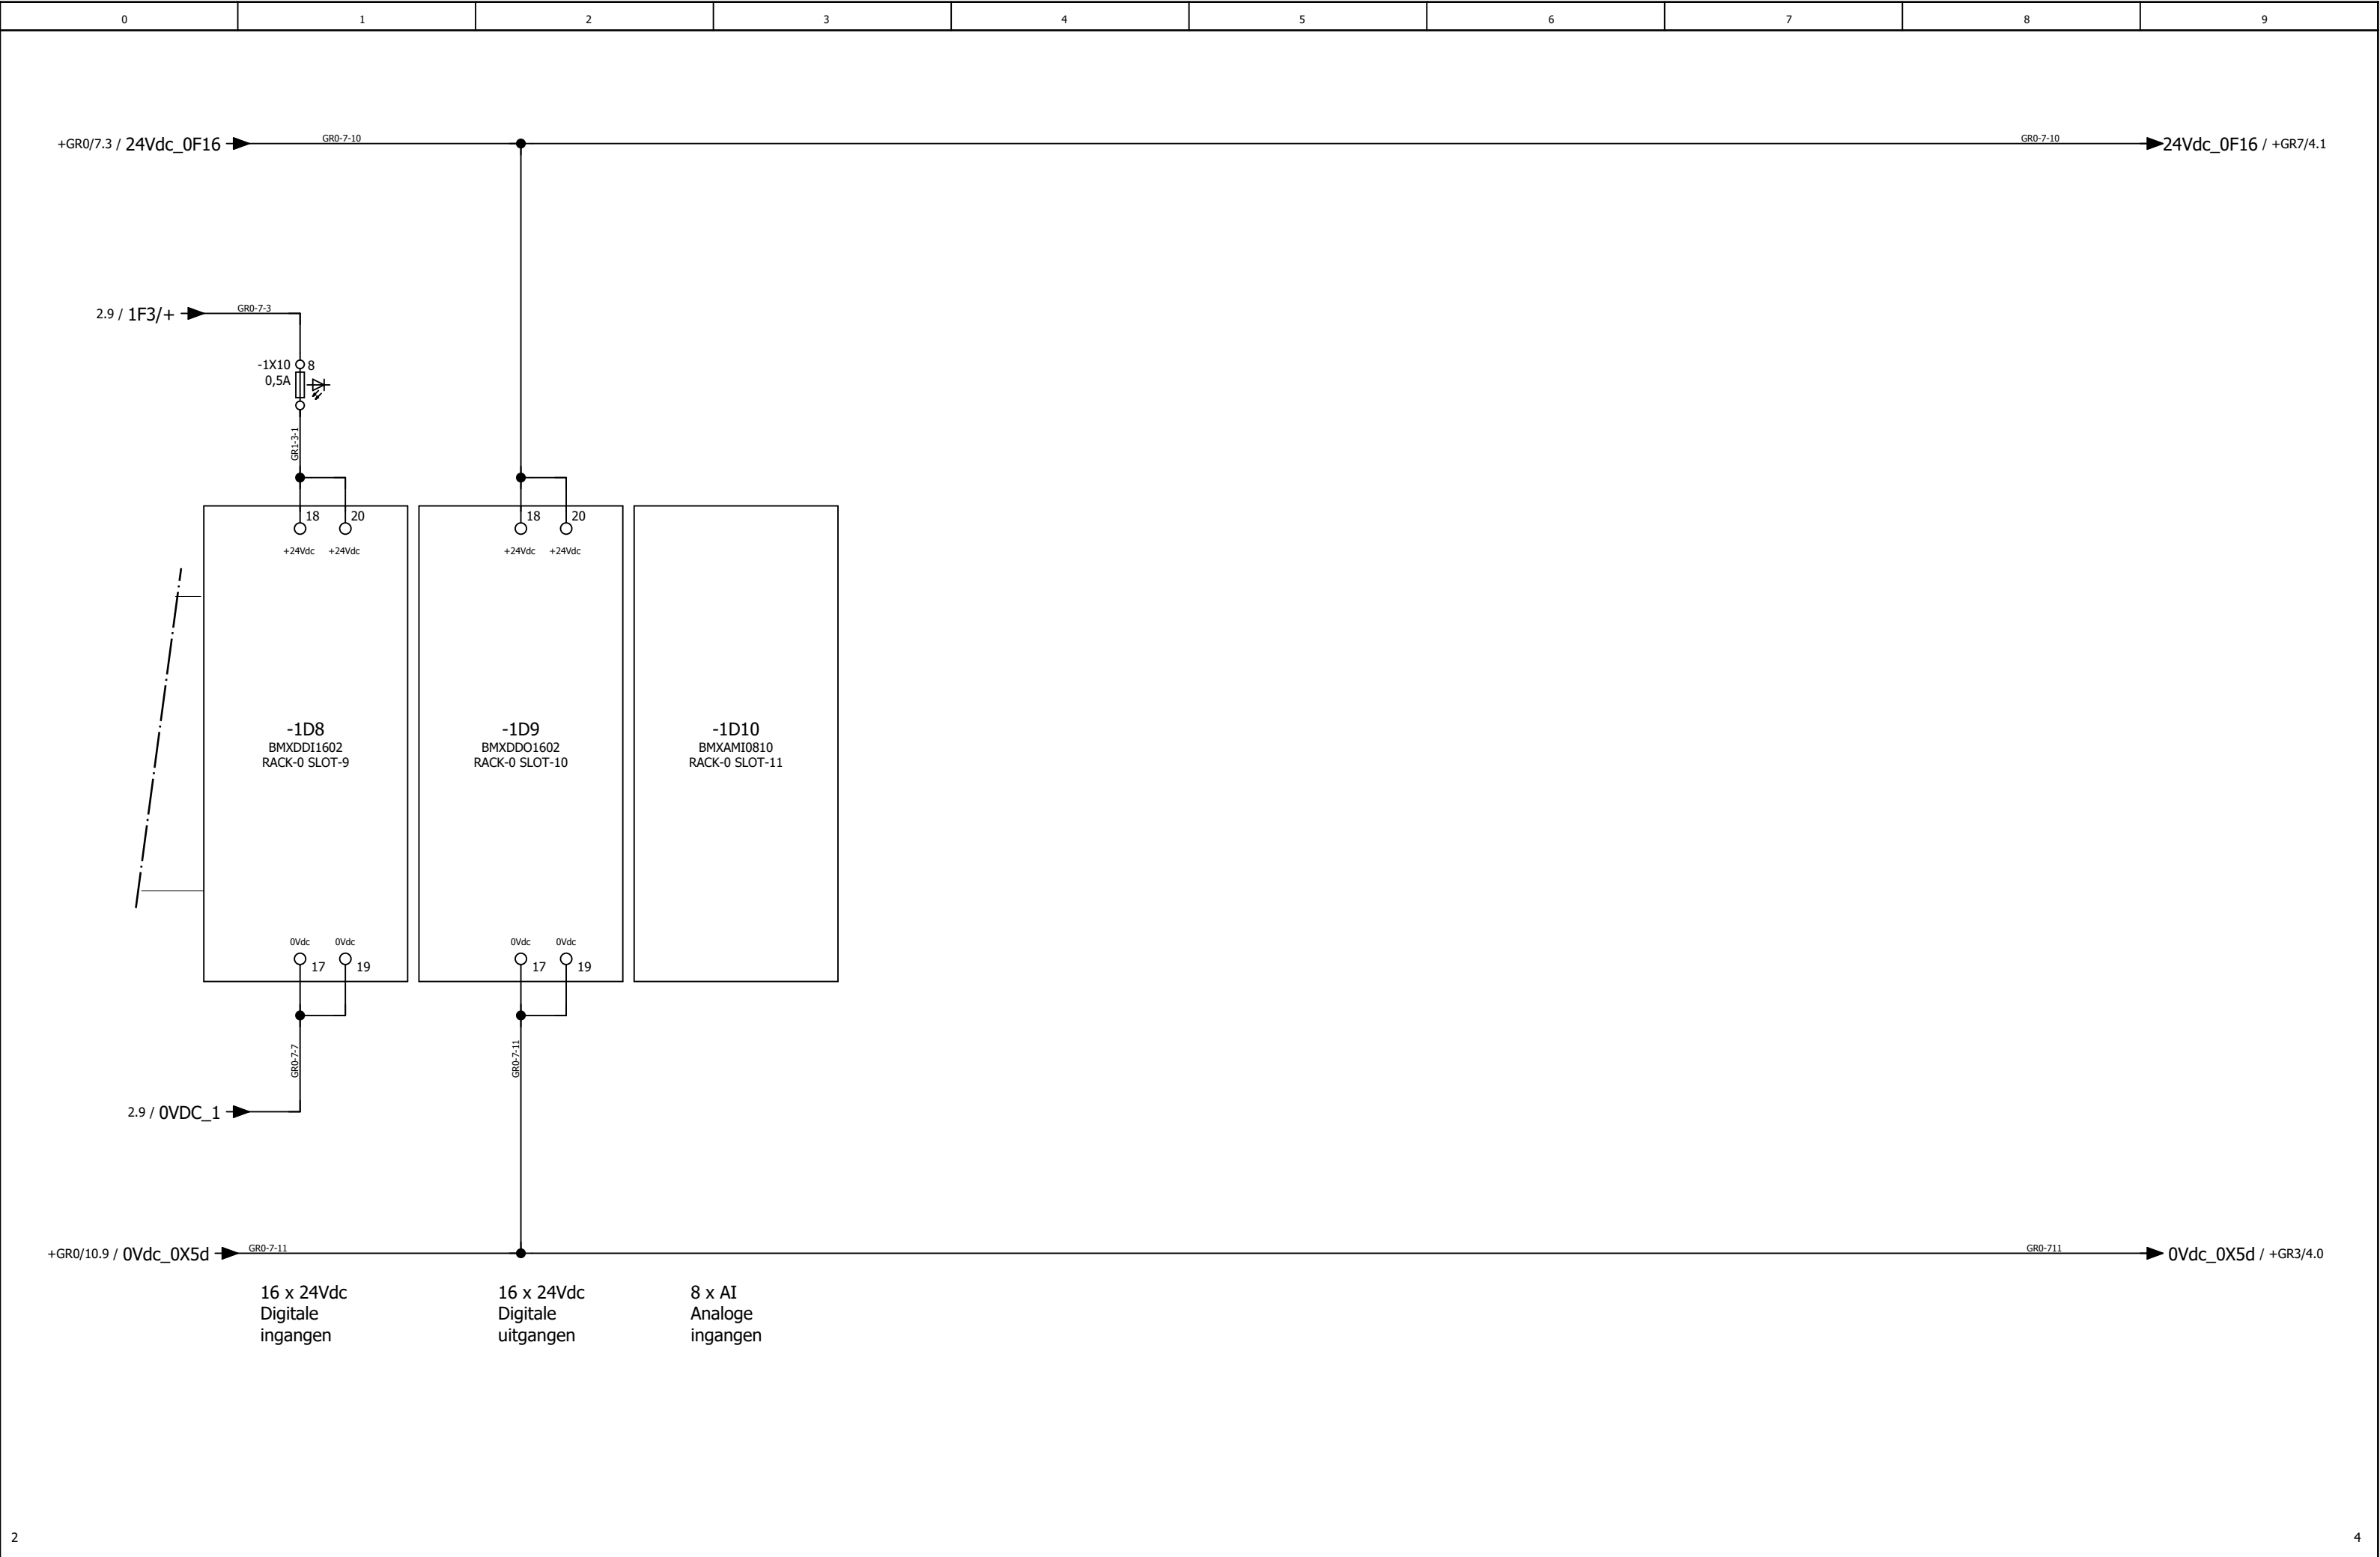 0 1 2 3 4 5 6 7 8 9
+GR0/7.3 / 24Vdc_0F16
GR0-7-10
GR0-7-10
24Vdc_0F16 / +GR7/4.1
2.9 / 1F3/+
GR0-7-3
-1X10 8
0,5A
GR1-3-1
18 20
+24Vdc +24Vdc
18 20
+24Vdc +24Vdc
-1D8
BMXDDI1602
RACK-0 SLOT-9
-1D9
BMXDDO1602
RACK-0 SLOT-10
-1D10
BMXAMI0810
RACK-0 SLOT-11
0Vdc 0Vdc
17 19
0Vdc 0Vdc
17 19
GR0-7-7
GR0-7-11
2.9 / 0VDC_1
+GR0/10.9 / 0Vdc_0X5d
GR0-7-11
GR0-711
0Vdc_0X5d / +GR3/4.0
16 x 24Vdc
Digitale
ingangen
16 x 24Vdc
Digitale
uitgangen
8 x AI
Analoge
ingangen
2
4